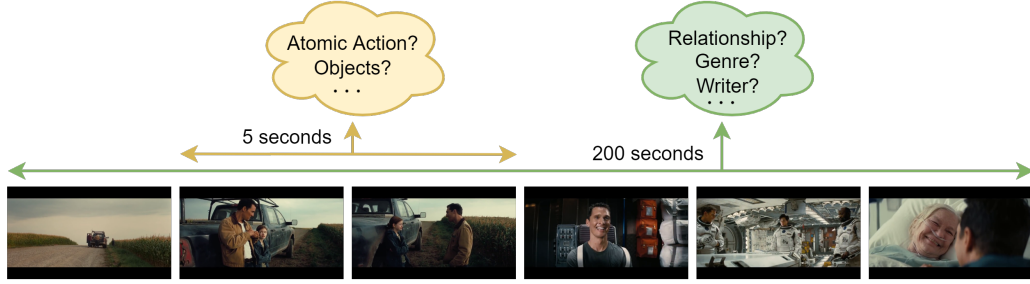 Atomic Action?
Objects?
. . .
Relationship?
Genre?
Writer?
. . .
5 seconds
200 seconds